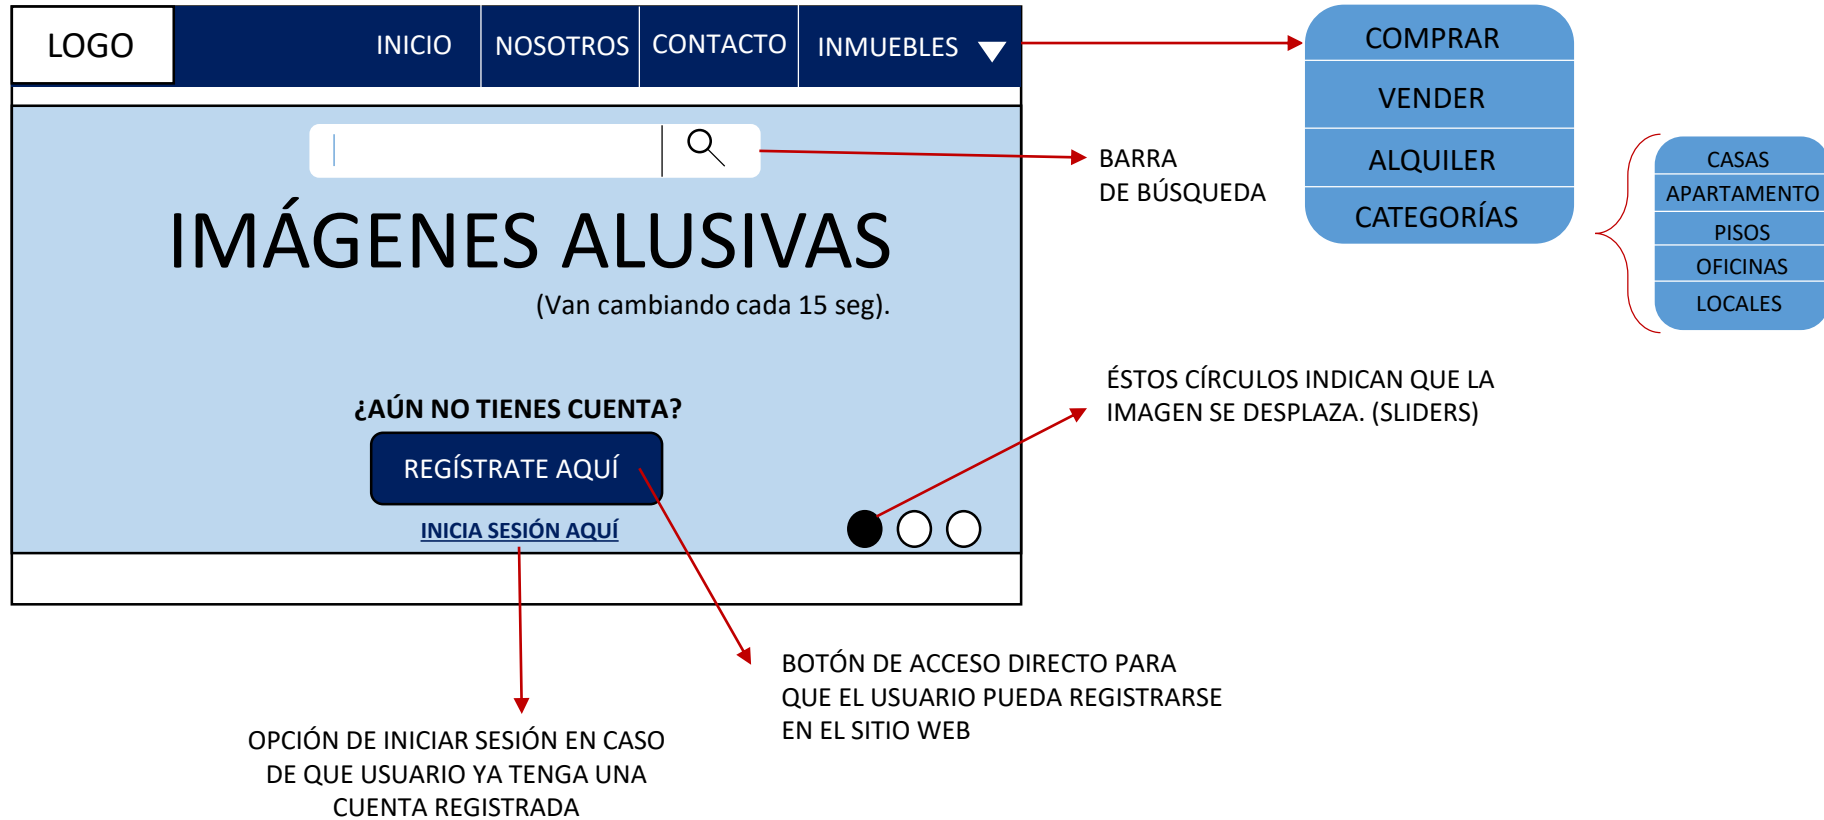 LOGO
INICIO
NOSOTROS
CONTACTO
INMUEBLES
COMPRAR
VENDER
ALQUILER
CATEGORÍAS
CASAS
APARTAMENTO
PISOS
OFICINAS
LOCALES
BARRA
DE BÚSQUEDA
IMÁGENES ALUSIVAS
(Van cambiando cada 15 seg).
¿AÚN NO TIENES CUENTA?
REGÍSTRATE AQUÍ
INICIA SESIÓN AQUÍ
ÉSTOS CÍRCULOS INDICAN QUE LA
IMAGEN SE DESPLAZA. (SLIDERS)
BOTÓN DE ACCESO DIRECTO PARA
QUE EL USUARIO PUEDA REGISTRARSE
EN EL SITIO WEB
OPCIÓN DE INICIAR SESIÓN EN CASO
DE QUE USUARIO YA TENGA UNA
CUENTA REGISTRADA